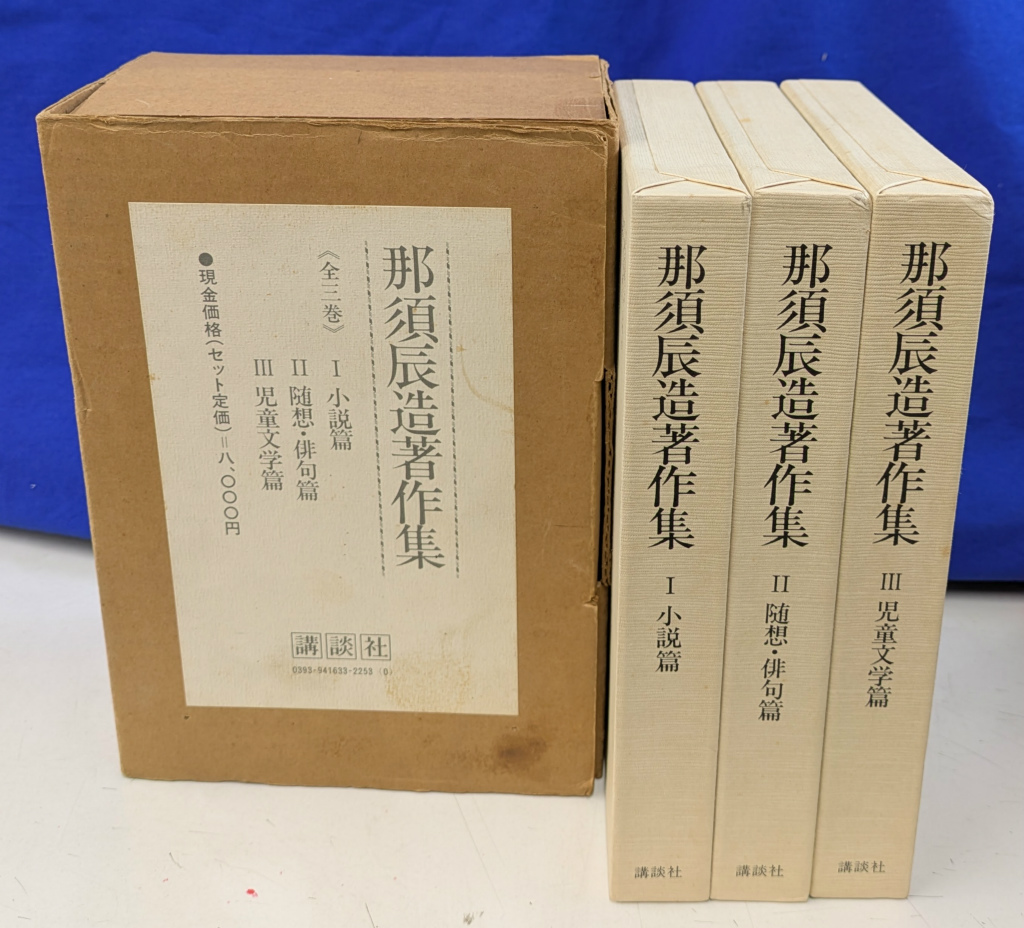 那須辰造著作集
《全三巻》
Ⅰ 小説篇
Ⅱ 随想・俳句篇
Ⅲ 児童文学篇
●現金価格(セット定価)=八、〇〇〇円
講談社
0393-941633-2253 (0)
那須辰造著作集 Ⅰ 小説篇
講談社
那須辰造著作集 Ⅱ 随想・俳句篇
講談社
那須辰造著作集 Ⅲ 児童文学篇
講談社